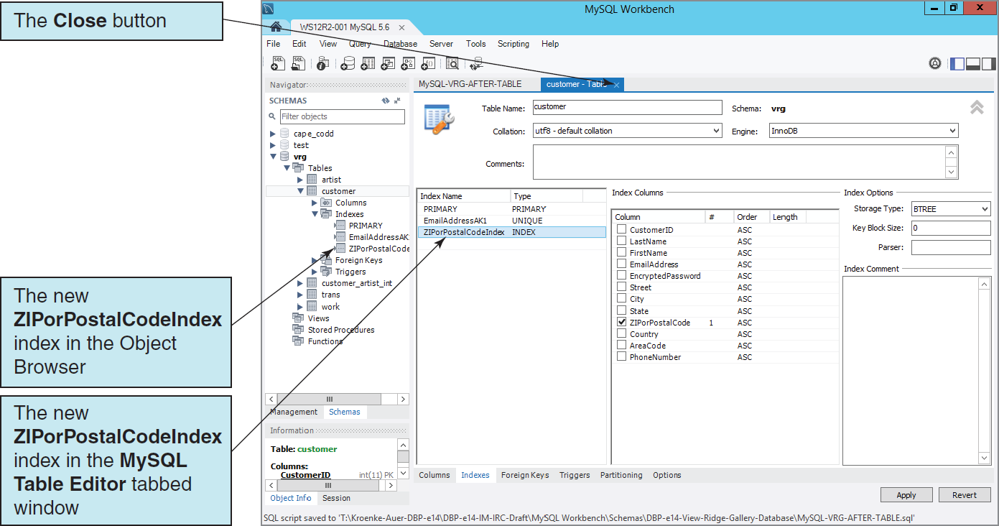 The Close button
MySQL Workbench
WS12R2-001 MySQL 5.6
File Edit View Query Database Server Tools Scripting Help
Navigator:
SCHEMAS
Filter objects
cape_codd
test
vrg
Tables
artist
customer
Columns
Indexes
PRIMARY
EmailAddressAK
ZIPorPostalCode
Foreign Keys
Triggers
customer_artist_int
trans
work
Views
Stored Procedures
Functions
Management Schemas
Information
Table: customer
Columns:
CustomerID int(11) PK
Object Info Session
MySQL-VRG-AFTER-TABLE
customer - Table
Table Name: customer
Schema: vrg
Collation: utf8 - default collation
Engine: InnoDB
Comments:
Index Name Type
PRIMARY PRIMARY
EmailAddressAK1 UNIQUE
ZIPorPostalCodeIndex INDEX
Index Columns
Column # Order Length
CustomerID ASC
LastName ASC
FirstName ASC
EmailAddress ASC
EncryptedPassword ASC
Street ASC
City ASC
State ASC
ZIPorPostalCode 1 ASC
Country ASC
AreaCode ASC
PhoneNumber ASC
Index Options
Storage Type: BTREE
Key Block Size: 0
Parser:
Index Comment
Columns Indexes Foreign Keys Triggers Partitioning Options
Apply Revert
SQL script saved to 'T:\Kroenke-Auer-DBP-e14\DBP-e14-IM-IRC-Draft\MySQL Workbench\Schemas\DBP-e14-View-Ridge-Gallery-Database\MySQL-VRG-AFTER-TABLE.sql'
The new
ZIPorPostalCodeIndex
index in the Object
Browser
The new
ZIPorPostalCodeIndex
index in the MySQL
Table Editor tabbed
window